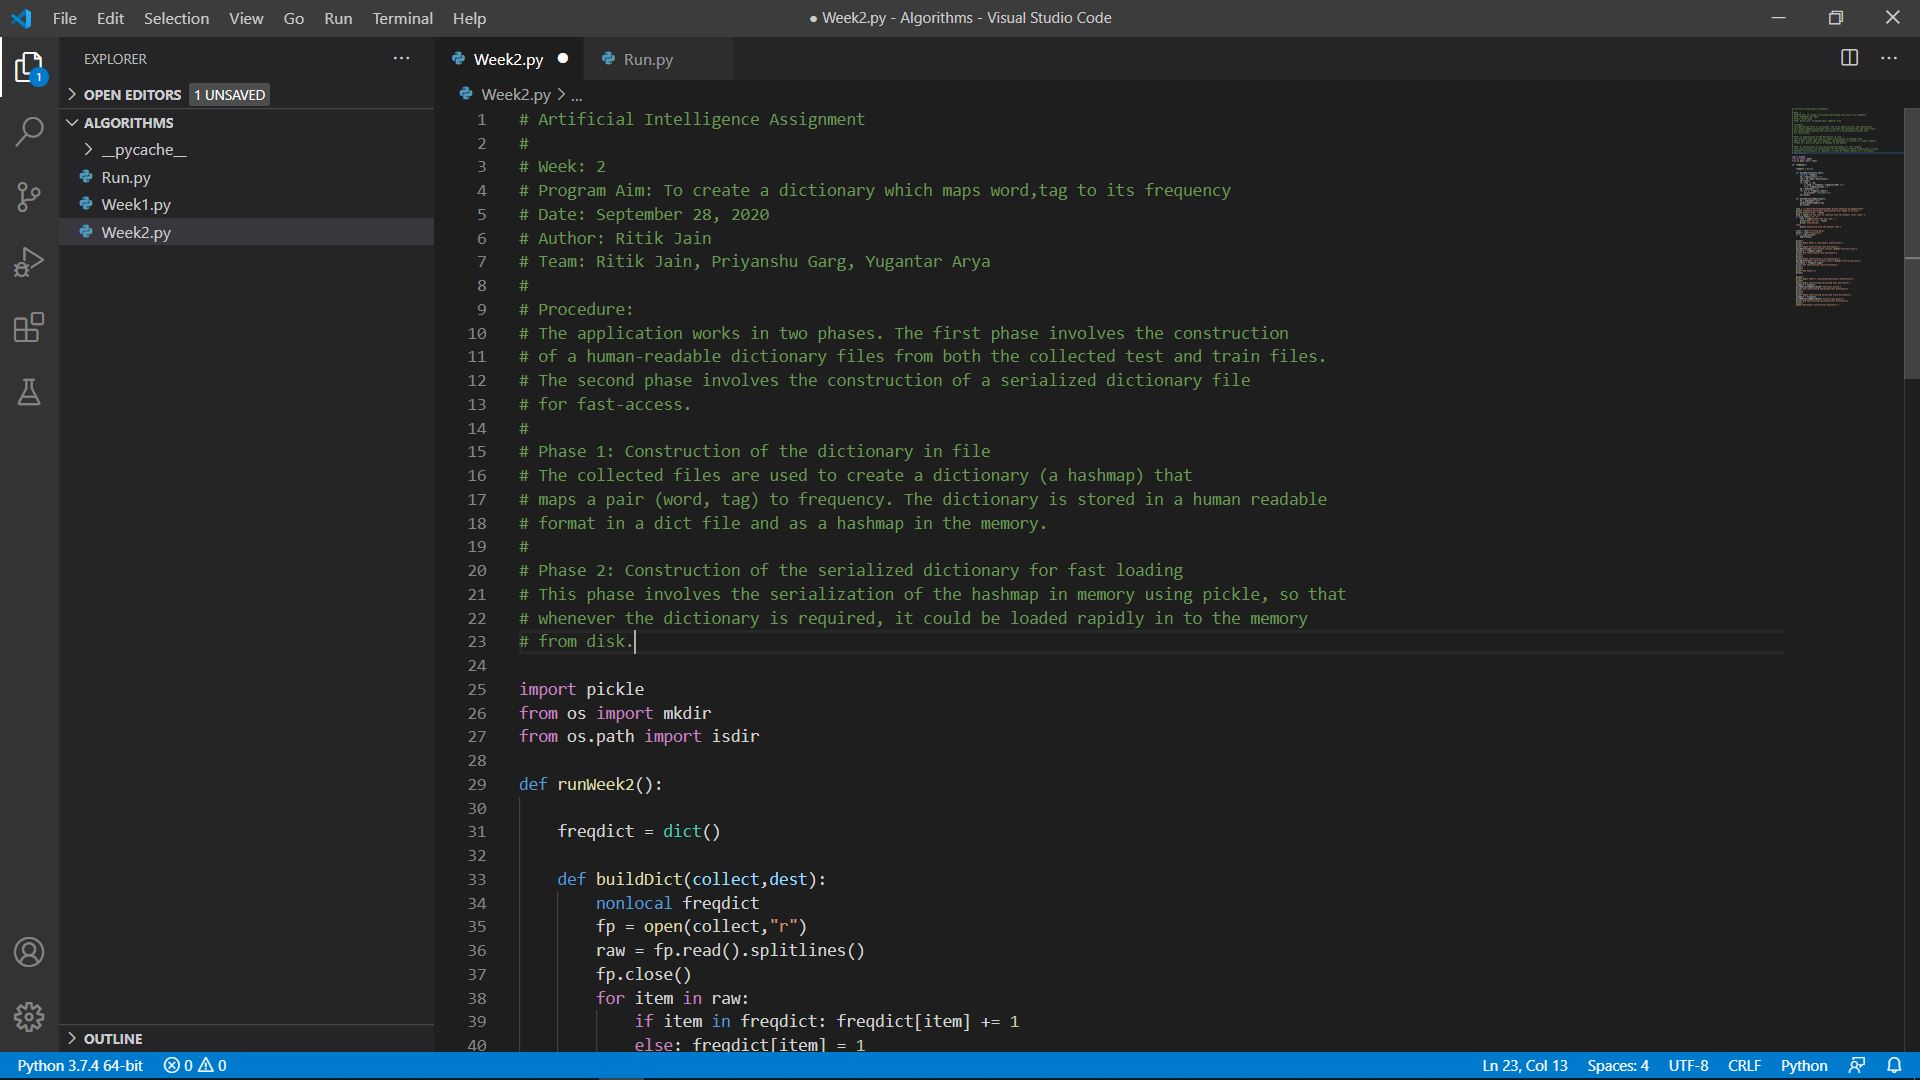 File Edit Selection View Go Run Terminal Help
● Week2.py - Algorithms - Visual Studio Code
EXPLORER
OPEN EDITORS 1 UNSAVED
ALGORITHMS
__pycache__
Run.py
Week1.py
Week2.py
OUTLINE
1
Week2.py Run.py
Week2.py > ...
1 # Artificial Intelligence Assignment
2 #
3 # Week: 2
4 # Program Aim: To create a dictionary which maps word,tag to its frequency
5 # Date: September 28, 2020
6 # Author: Ritik Jain
7 # Team: Ritik Jain, Priyanshu Garg, Yugantar Arya
8 #
9 # Procedure:
10 # The application works in two phases. The first phase involves the construction
11 # of a human-readable dictionary files from both the collected test and train files.
12 # The second phase involves the construction of a serialized dictionary file
13 # for fast-access.
14 #
15 # Phase 1: Construction of the dictionary in file
16 # The collected files are used to create a dictionary (a hashmap) that
17 # maps a pair (word, tag) to frequency. The dictionary is stored in a human readable
18 # format in a dict file and as a hashmap in the memory.
19 #
20 # Phase 2: Construction of the serialized dictionary for fast loading
21 # This phase involves the serialization of the hashmap in memory using pickle, so that
22 # whenever the dictionary is required, it could be loaded rapidly in to the memory
23 # from disk.
24
25 import pickle
26 from os import mkdir
27 from os.path import isdir
28
29 def runWeek2():
30
31     freqdict = dict()
32
33     def buildDict(collect,dest):
34         nonlocal freqdict
35         fp = open(collect,"r")
36         raw = fp.read().splitlines()
37         fp.close()
38         for item in raw:
39             if item in freqdict: freqdict[item] += 1
40             else: freqdict[item] = 1
Python 3.7.4 64-bit 0 0 Ln 23, Col 13 Spaces: 4 UTF-8 CRLF Python